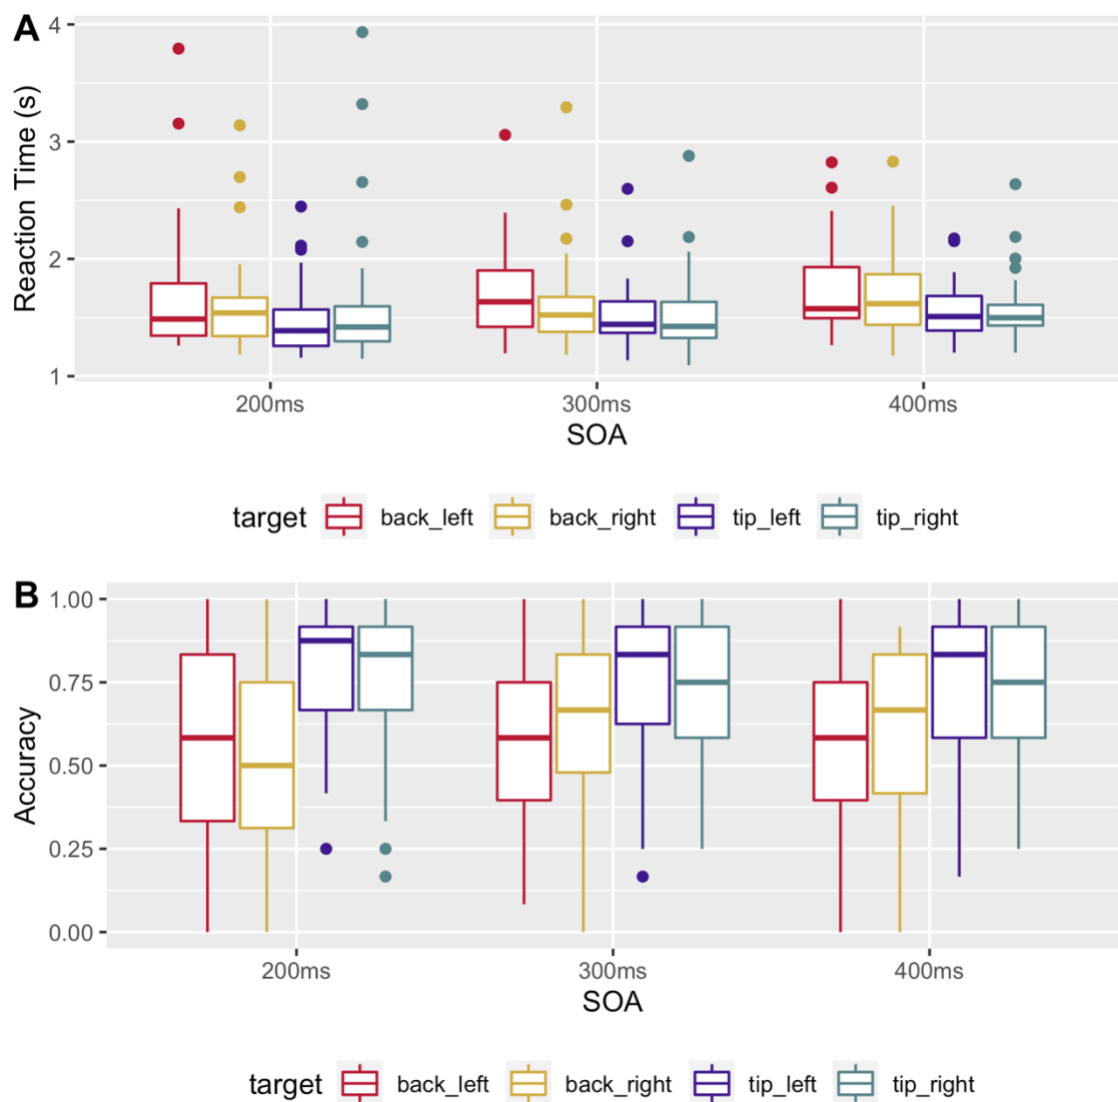 A
Reaction Time (s)
4
3
2
1
200ms 300ms 400ms
SOA
target back_left back_right tip_left tip_right
B
Accuracy
1.00
0.75
0.50
0.25
0.00
200ms 300ms 400ms
SOA
target back_left back_right tip_left tip_right